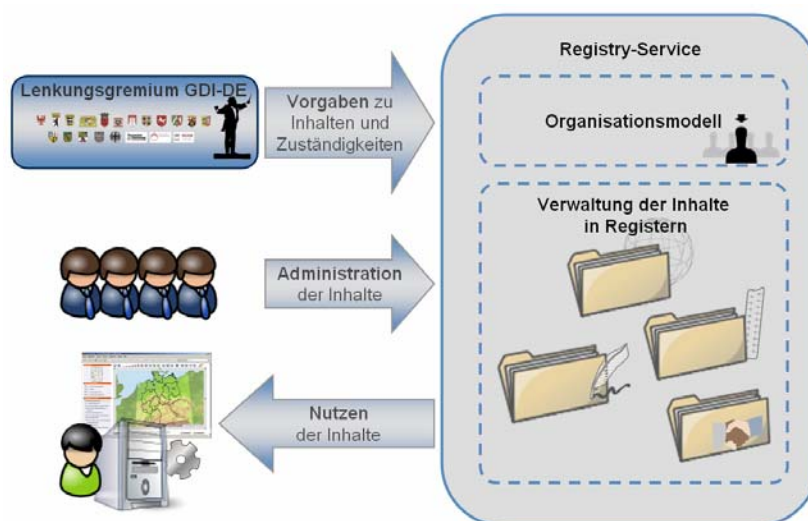 Lenkungsgremium GDI-DE
Vorgaben zu
Inhalten und
Zuständigkeiten
Registry-Service
Organisationsmodell
Verwaltung der Inhalte
in Registern
Administration
der Inhalte
Nutzen
der Inhalte